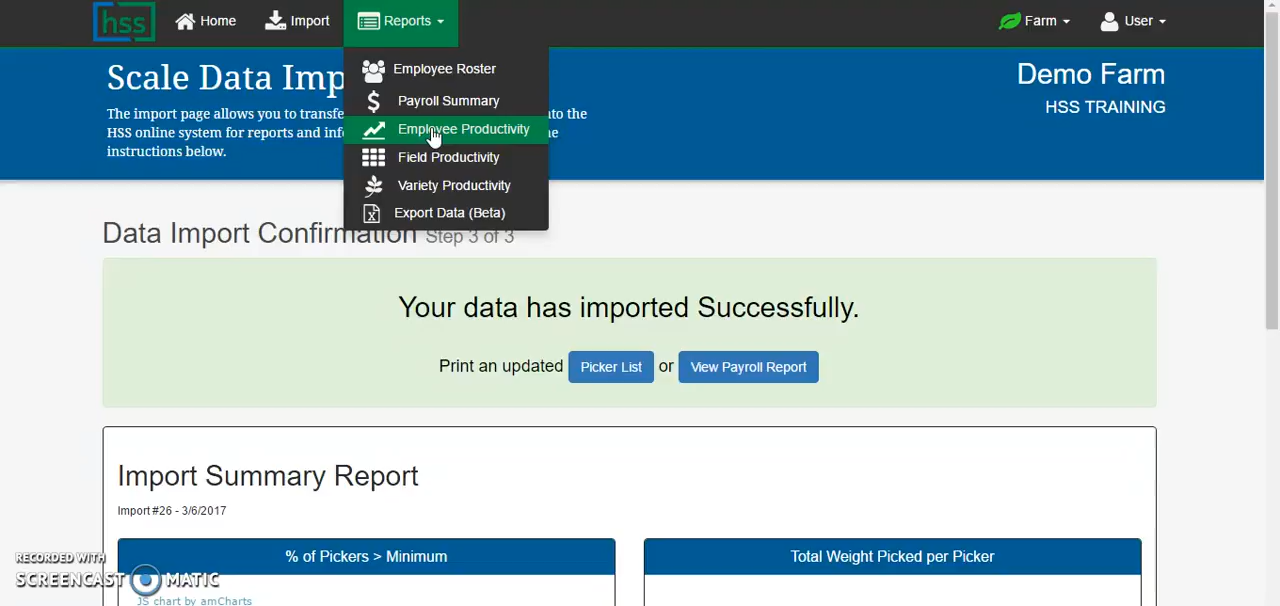 hss Home Import Reports Farm User
Employee Roster
Payroll Summary
Employee Productivity
Field Productivity
Variety Productivity
Export Data (Beta)
Scale Data Imp
The import page allows you to transfe to the
HSS online system for reports and inf e
instructions below.
Demo Farm
HSS TRAINING
Data Import Confirmation Step 3 of 3
Your data has imported Successfully.
Print an updated Picker List or View Payroll Report
Import Summary Report
Import #26 - 3/6/2017
% of Pickers > Minimum
Total Weight Picked per Picker
JS chart by amCharts
RECORDED WITH
SCREENCAST MATIC